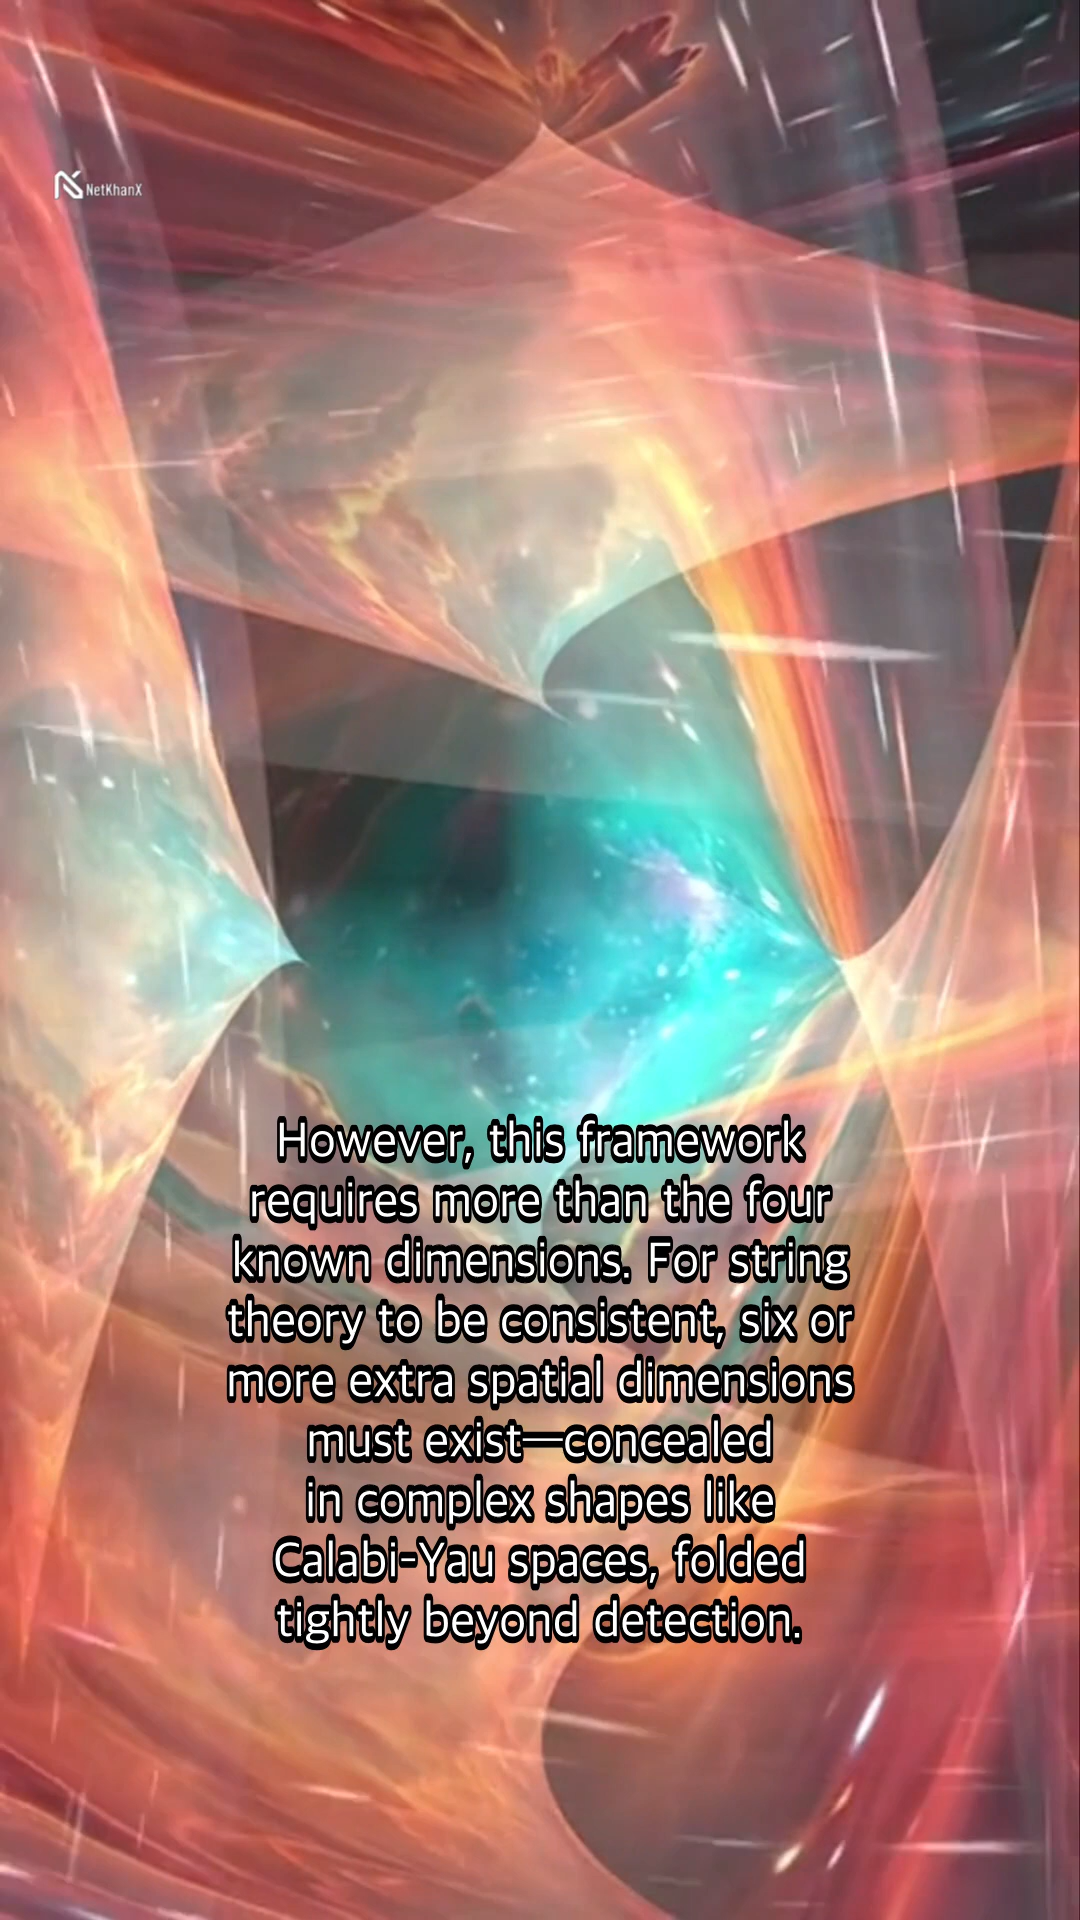 NetKhanX
However, this framework
requires more than the four
known dimensions. For string
theory to be consistent, six or
more extra spatial dimensions
must exist—concealed
in complex shapes like
Calabi-Yau spaces, folded
tightly beyond detection.